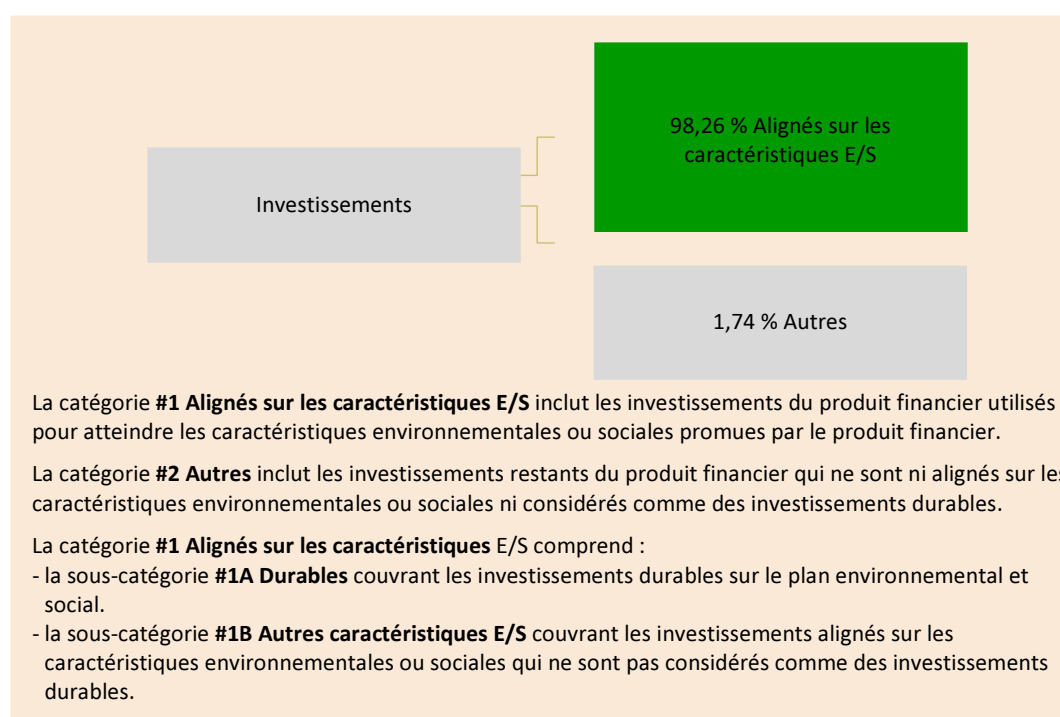 98,26 % Alignés sur les
caractéristiques E/S
Investissements
1,74 % Autres
La catégorie #1 Alignés sur les caractéristiques E/S inclut les investissements du produit financier utilisés
pour atteindre les caractéristiques environnementales ou sociales promues par le produit financier.
La catégorie #2 Autres inclut les investissements restants du produit financier qui ne sont ni alignés sur les
caractéristiques environnementales ou sociales ni considérés comme des investissements durables.
La catégorie #1 Alignés sur les caractéristiques E/S comprend :
- la sous-catégorie #1A Durables couvrant les investissements durables sur le plan environnemental et
social.
- la sous-catégorie #1B Autres caractéristiques E/S couvrant les investissements alignés sur les
caractéristiques environnementales ou sociales qui ne sont pas considérés comme des investissements
durables.